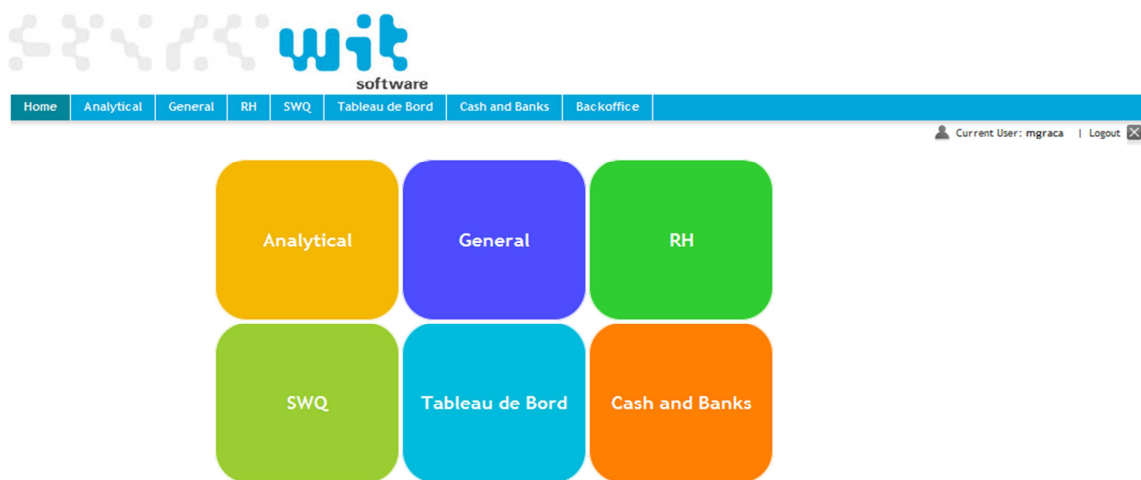 wit
software
Home Analytical General RH SWQ Tableau de Bord Cash and Banks Backoffice
Current User: mgraca | Logout
Analytical General RH
SWQ Tableau de Bord Cash and Banks